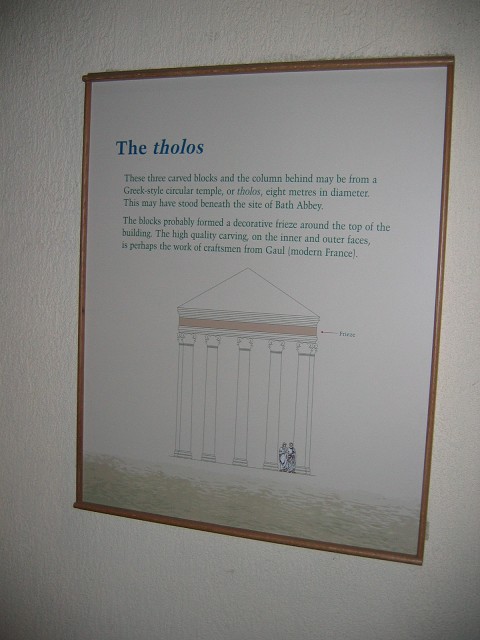 The tholos
These three carved blocks and the column behind may be from a
Greek-style circular temple, or tholos, eight metres in diameter.
This may have stood beneath the site of Bath Abbey.
The blocks probably formed a decorative frieze around the top of the
building. The high quality carving, on the inner and outer faces,
is perhaps the work of craftsmen from Gaul (modern France).
Frieze